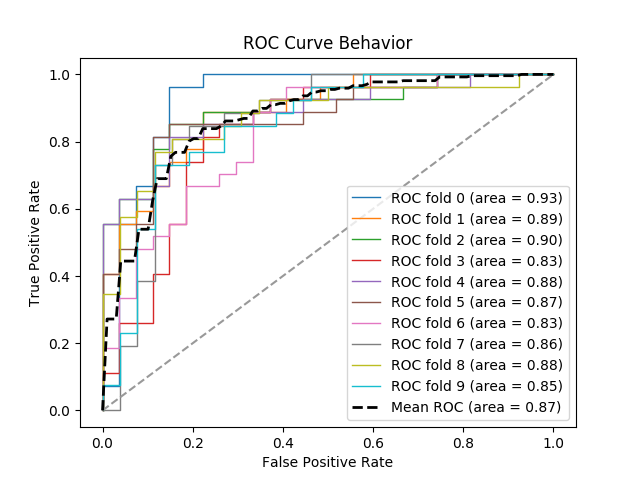 ROC Curve Behavior
True Positive Rate
1.0
0.8
0.6
0.4
0.2
0.0
ROC fold 0 (area = 0.93)
ROC fold 1 (area = 0.89)
ROC fold 2 (area = 0.90)
ROC fold 3 (area = 0.83)
ROC fold 4 (area = 0.88)
ROC fold 5 (area = 0.87)
ROC fold 6 (area = 0.83)
ROC fold 7 (area = 0.86)
ROC fold 8 (area = 0.88)
ROC fold 9 (area = 0.85)
Mean ROC (area = 0.87)
0.0 0.2 0.4 0.6 0.8 1.0
False Positive Rate